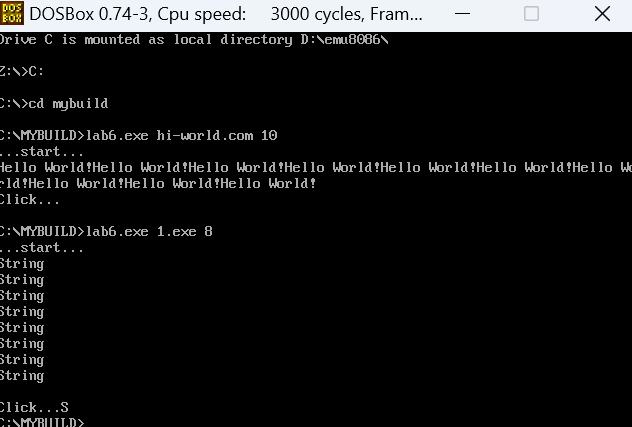 DOS
BOX
DOSBox 0.74-3, Cpu speed: 3000 cycles, Fram...
Drive C is mounted as local directory D:\emu8086\
Z:\>C:
C:\>cd mybuild
C:\MYBUILD>lab6.exe hi-world.com 10
...start...
Hello World!Hello World!Hello World!Hello World!Hello World!Hello World!Hello Wo
rld!Hello World!Hello World!Hello World!
Click...
C:\MYBUILD>lab6.exe 1.exe 8
...start...
String
String
String
String
String
String
String
String
Click...S
C:\MYBUILD>